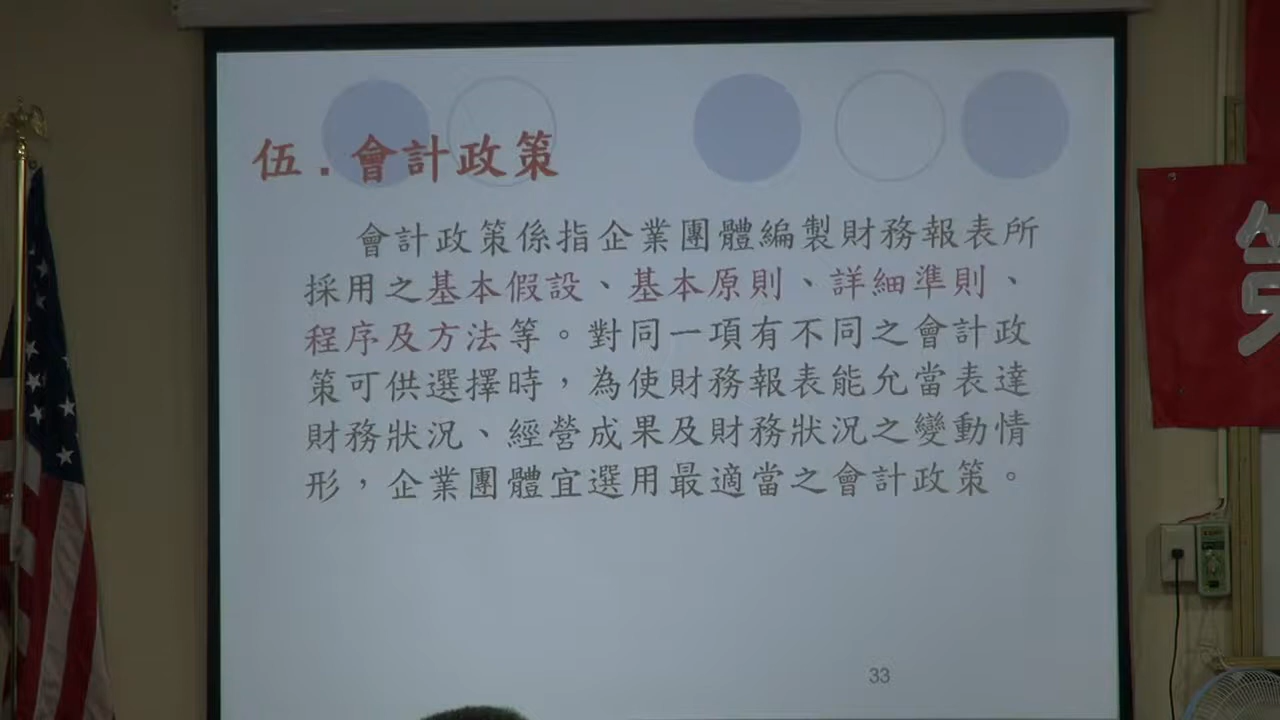 伍.會計政策
會計政策係指企業團體編製財務報表所
採用之基本假設、基本原則、詳細準則、
程序及方法等。對同一項有不同之會計政
策可供選擇時，為使財務報表能允當表達
財務狀況、經營成果及財務狀況之變動情
形，企業團體宜選用最適當之會計政策。
33